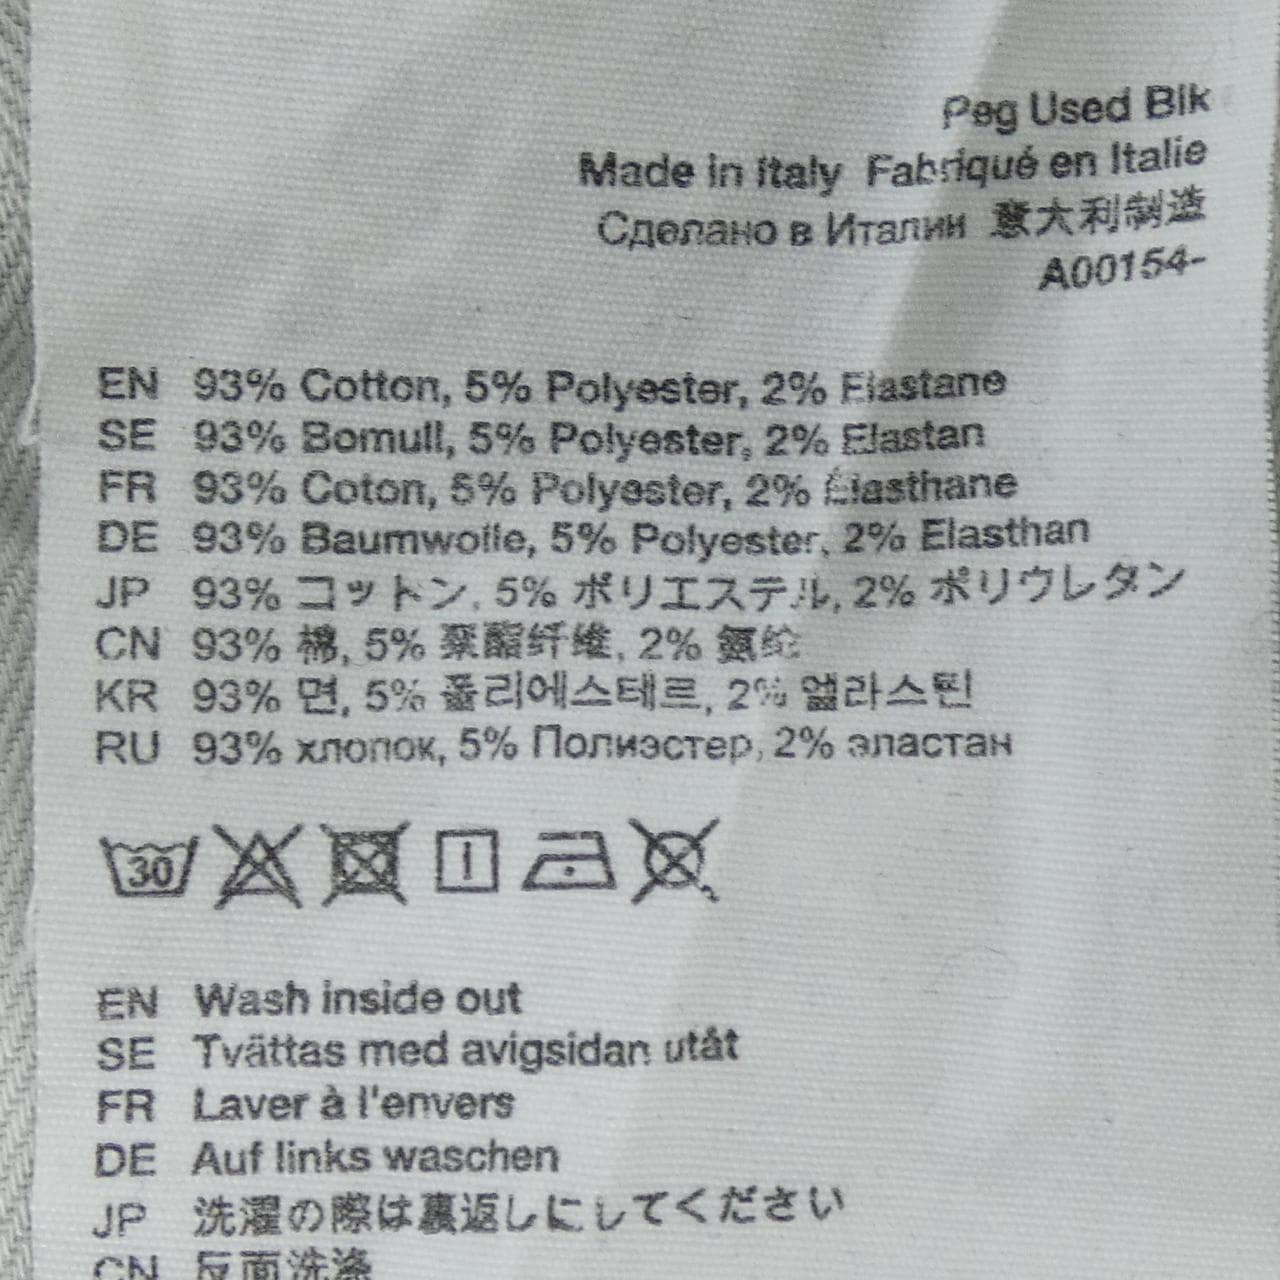 Peg Used Blk
Made in Italy Fabriqué en Italie
Сделано в Италии 意大利制造
A00154-
EN 93% Cotton, 5% Polyester, 2% Elastane
SE 93% Bomull, 5% Polyester, 2% Elastan
FR 93% Coton, 5% Polyester, 2% Élasthane
DE 93% Baumwolle, 5% Polyester, 2% Elasthan
JP 93% コットン, 5% ポリエステル, 2% ポリウレタン
CN 93% 棉, 5% 聚酯纤维, 2% 氨纶
KR 93% 면, 5% 폴리에스테르, 2% 엘라스틴
RU 93% хлопок, 5% Полиэстер, 2% эластан
30
EN Wash inside out
SE Tvättas med avigsidan utåt
FR Laver à l'envers
DE Auf links waschen
JP 洗濯の際は裏返しにしてください
CN 反面洗涤